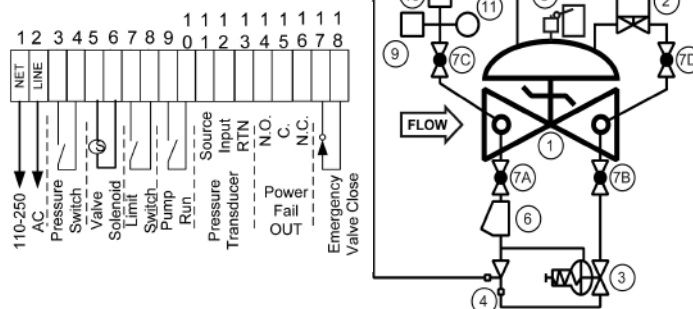 1 1 1 1 1 1 1 1 1
1 2 3 4 5 6 7 8 9 0 1 2 3 4 5 6 7 8
NET
LINE
110-250
AC
Pressure
Switch
Valve
Solenoid
Limit
Switch
Pump
Run
Source
Input
RTN
Pressure
Transducer
N.O.
C.
N.C.
Power
Fail
OUT
Emergency
Valve Close
11
2
9
7C
7D
FLOW
1
7A
7B
6
3
4